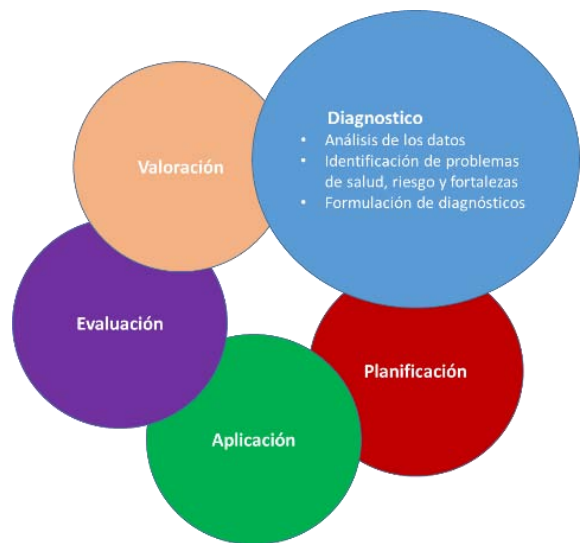 Diagnostico
• Análisis de los datos
• Identificación de problemas
de salud, riesgo y fortalezas
• Formulación de diagnósticos
Valoración
Evaluación
Planificación
Aplicación